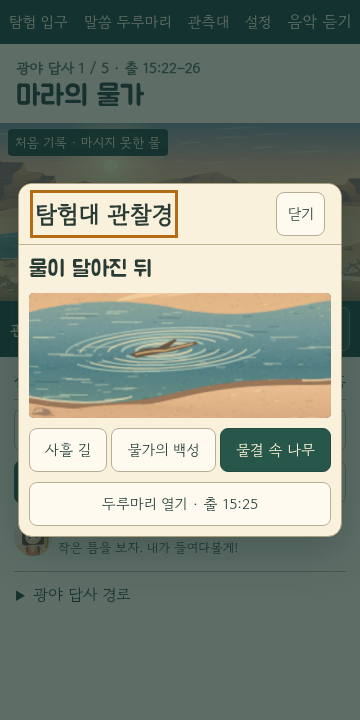 탐험 입구 말씀 두루마리 관측대 설정 음악 듣기
광야 답사 1 / 5 · 출 15:22–26
마라의 물가
처음 기록 · 마시지 못한 물
탐험대 관찰경
닫기
물이 달아진 뒤
사흘 길 물가의 백성 물결 속 나무
두루마리 열기 · 출 15:25
작은 틈을 보자. 내가 들여다볼게!
▶ 광야 답사 경로